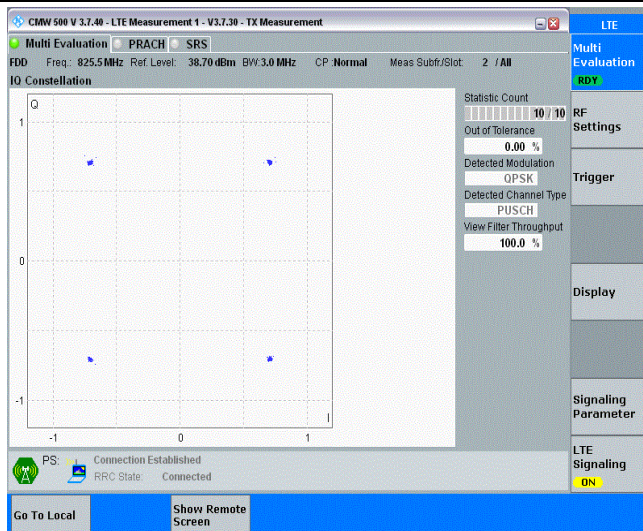 CMW 500 V 3.7.40 - LTE Measurement 1 - V3.7.30 - TX Measurement
LTE
Multi Evaluation PRACH SRS
Multi
Evaluation
RDY
FDD Freq.: 825.5 MHz Ref. Level: 38.70 dBm BW:3.0 MHz CP :Normal Meas Subfr./Slot: 2 / All
IQ Constellation
Statistic Count
10 / 10
Out of Tolerance
0.00 %
Detected Modulation
QPSK
Detected Channel Type
PUSCH
View Filter Throughput
100.0 %
Q
1
0
-1
I
-1 0 1
RF
Settings
Trigger
Display
Signaling
Parameter
LTE
Signaling
ON
PS: Connection Established
RRC State: Connected
Go To Local
Show Remote
Screen